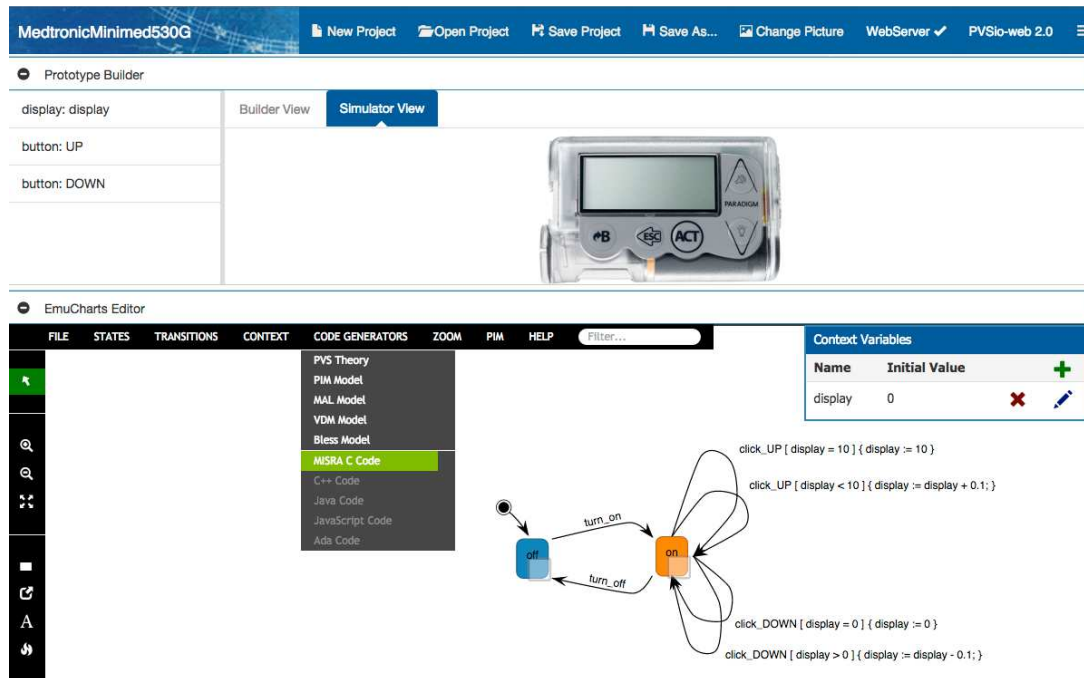 MedtronicMinimed530G New Project Open Project Save Project Save As... Change Picture WebServer ✔ PVSio-web 2.0
Prototype Builder
display: display
button: UP
button: DOWN
Builder View Simulator View
PARADIGM
B ESC ACT
EmuCharts Editor
FILE STATES TRANSITIONS CONTEXT CODE GENERATORS ZOOM PIM HELP Filter...
PVS Theory
PIM Model
MAL Model
VDM Model
Bless Model
MISRA C Code
C++ Code
Java Code
JavaScript Code
Ada Code
Context Variables
Name Initial Value
display 0
A
click_UP [ display = 10 ] { display := 10 }
click_UP [ display < 10 ] { display := display + 0.1; }
turn_on
off
on
turn_off
click_DOWN [ display = 0 ] { display := 0 }
click_DOWN [ display > 0 ] { display := display - 0.1; }